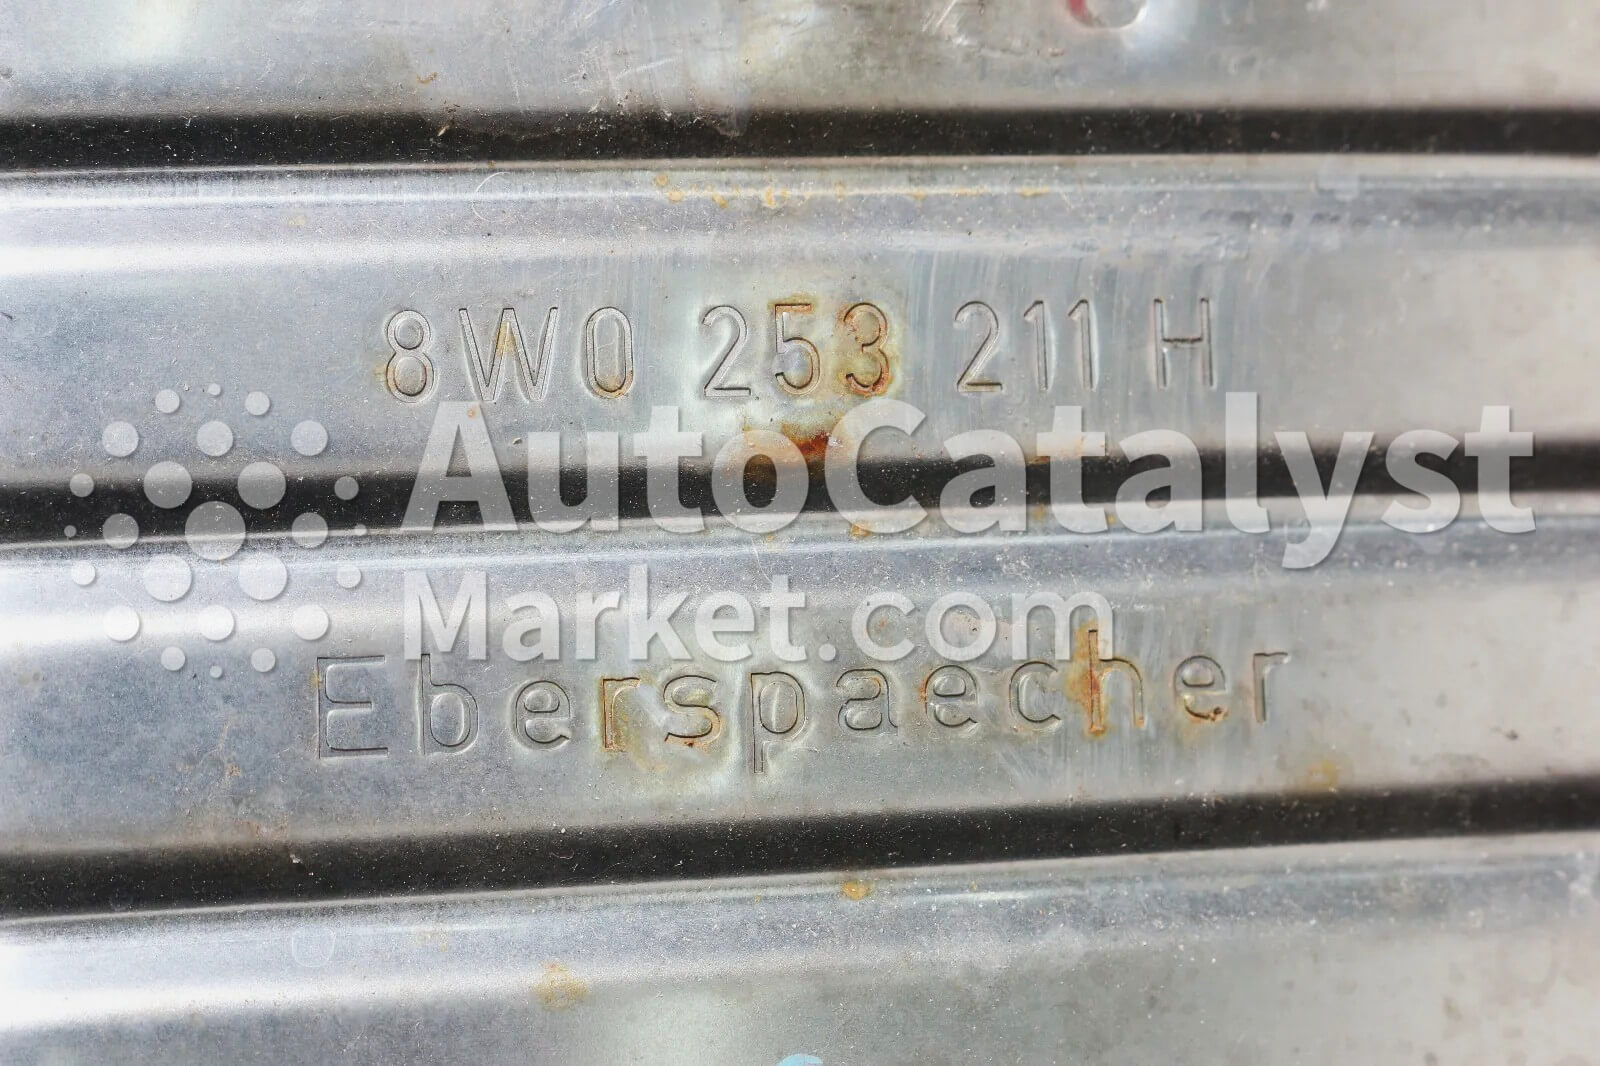 8W0 253 211 H
AutoCatalyst
Market.com
Eberspaecher